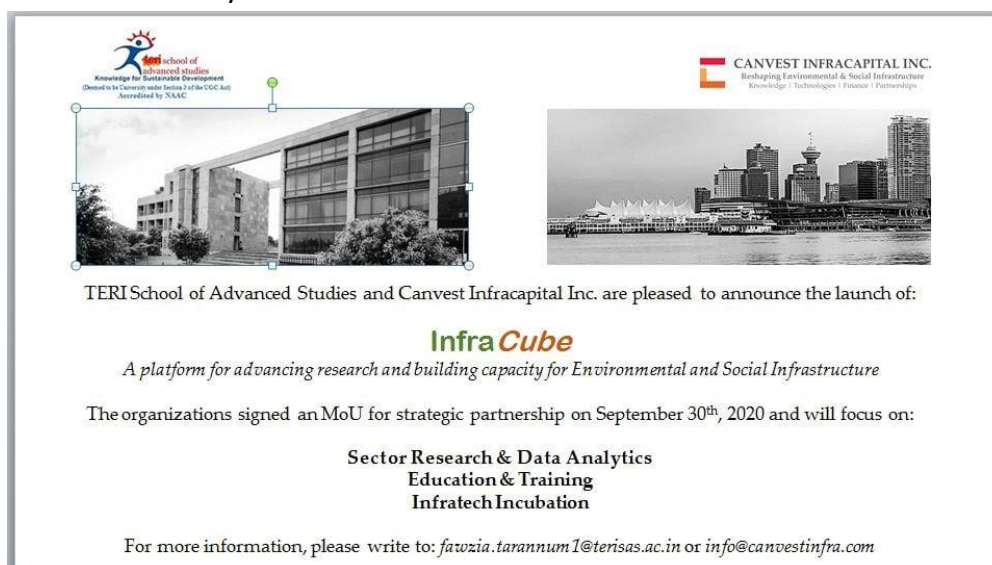 teri school of
advanced studies
Knowledge for Sustainable Development
(Deemed to be University under Section 3 of the UGC Act)
Accredited by NAAC
CANVEST INFRACAPITAL INC.
Reshaping Environmental & Social Infrastructure
Knowledge | Technologies | Finance | Partnerships
TERI School of Advanced Studies and Canvest Infracapital Inc. are pleased to announce the launch of:
InfraCube
A platform for advancing research and building capacity for Environmental and Social Infrastructure
The organizations signed an MoU for strategic partnership on September 30th, 2020 and will focus on:
Sector Research & Data Analytics
Education & Training
Infratech Incubation
For more information, please write to: fawzia.tarannum1@terisas.ac.in or info@canvestinfra.com